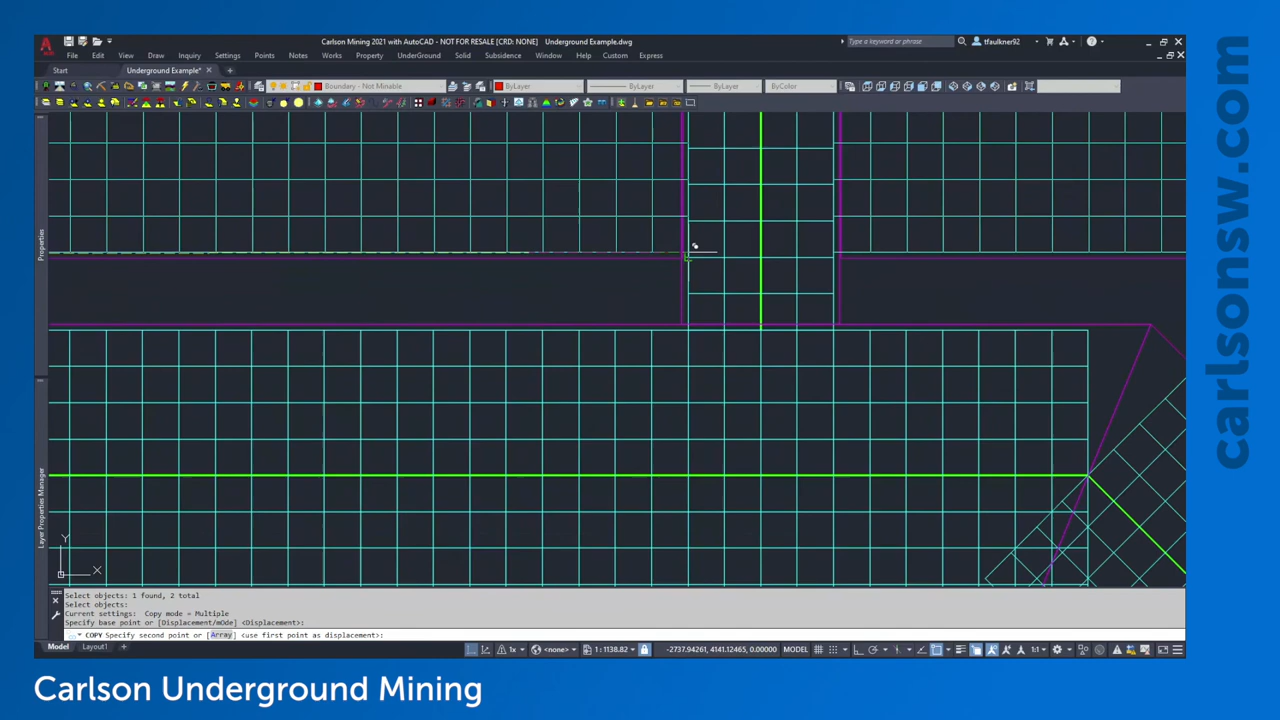 Carlson Mining 2021 with AutoCAD - NOT FOR RESALE [CRD: NONE] Underground Example.dwg
Type a keyword or phrase
tfaulkner92
File Edit View Draw Inquiry Settings Points Notes Works Property UnderGround Solid Subsidence Window Help Custom Express
Start Underground Example*
Boundary - Not Minable ByLayer ByLayer ByColor
Properties
Layer Properties Manager
Y
X
Select objects: 1 found, 2 total
Select objects:
Current settings: Copy mode = Multiple
Specify base point or [Displacement/mOde] <Displacement>:
COPY Specify second point or [Array] <use first point as displacement>:
Model Layout1 1x <none> 1 : 1138.82 -2737.94261, 4141.12465, 0.00000 MODEL 1:1
Carlson Underground Mining
carlsonsw.com